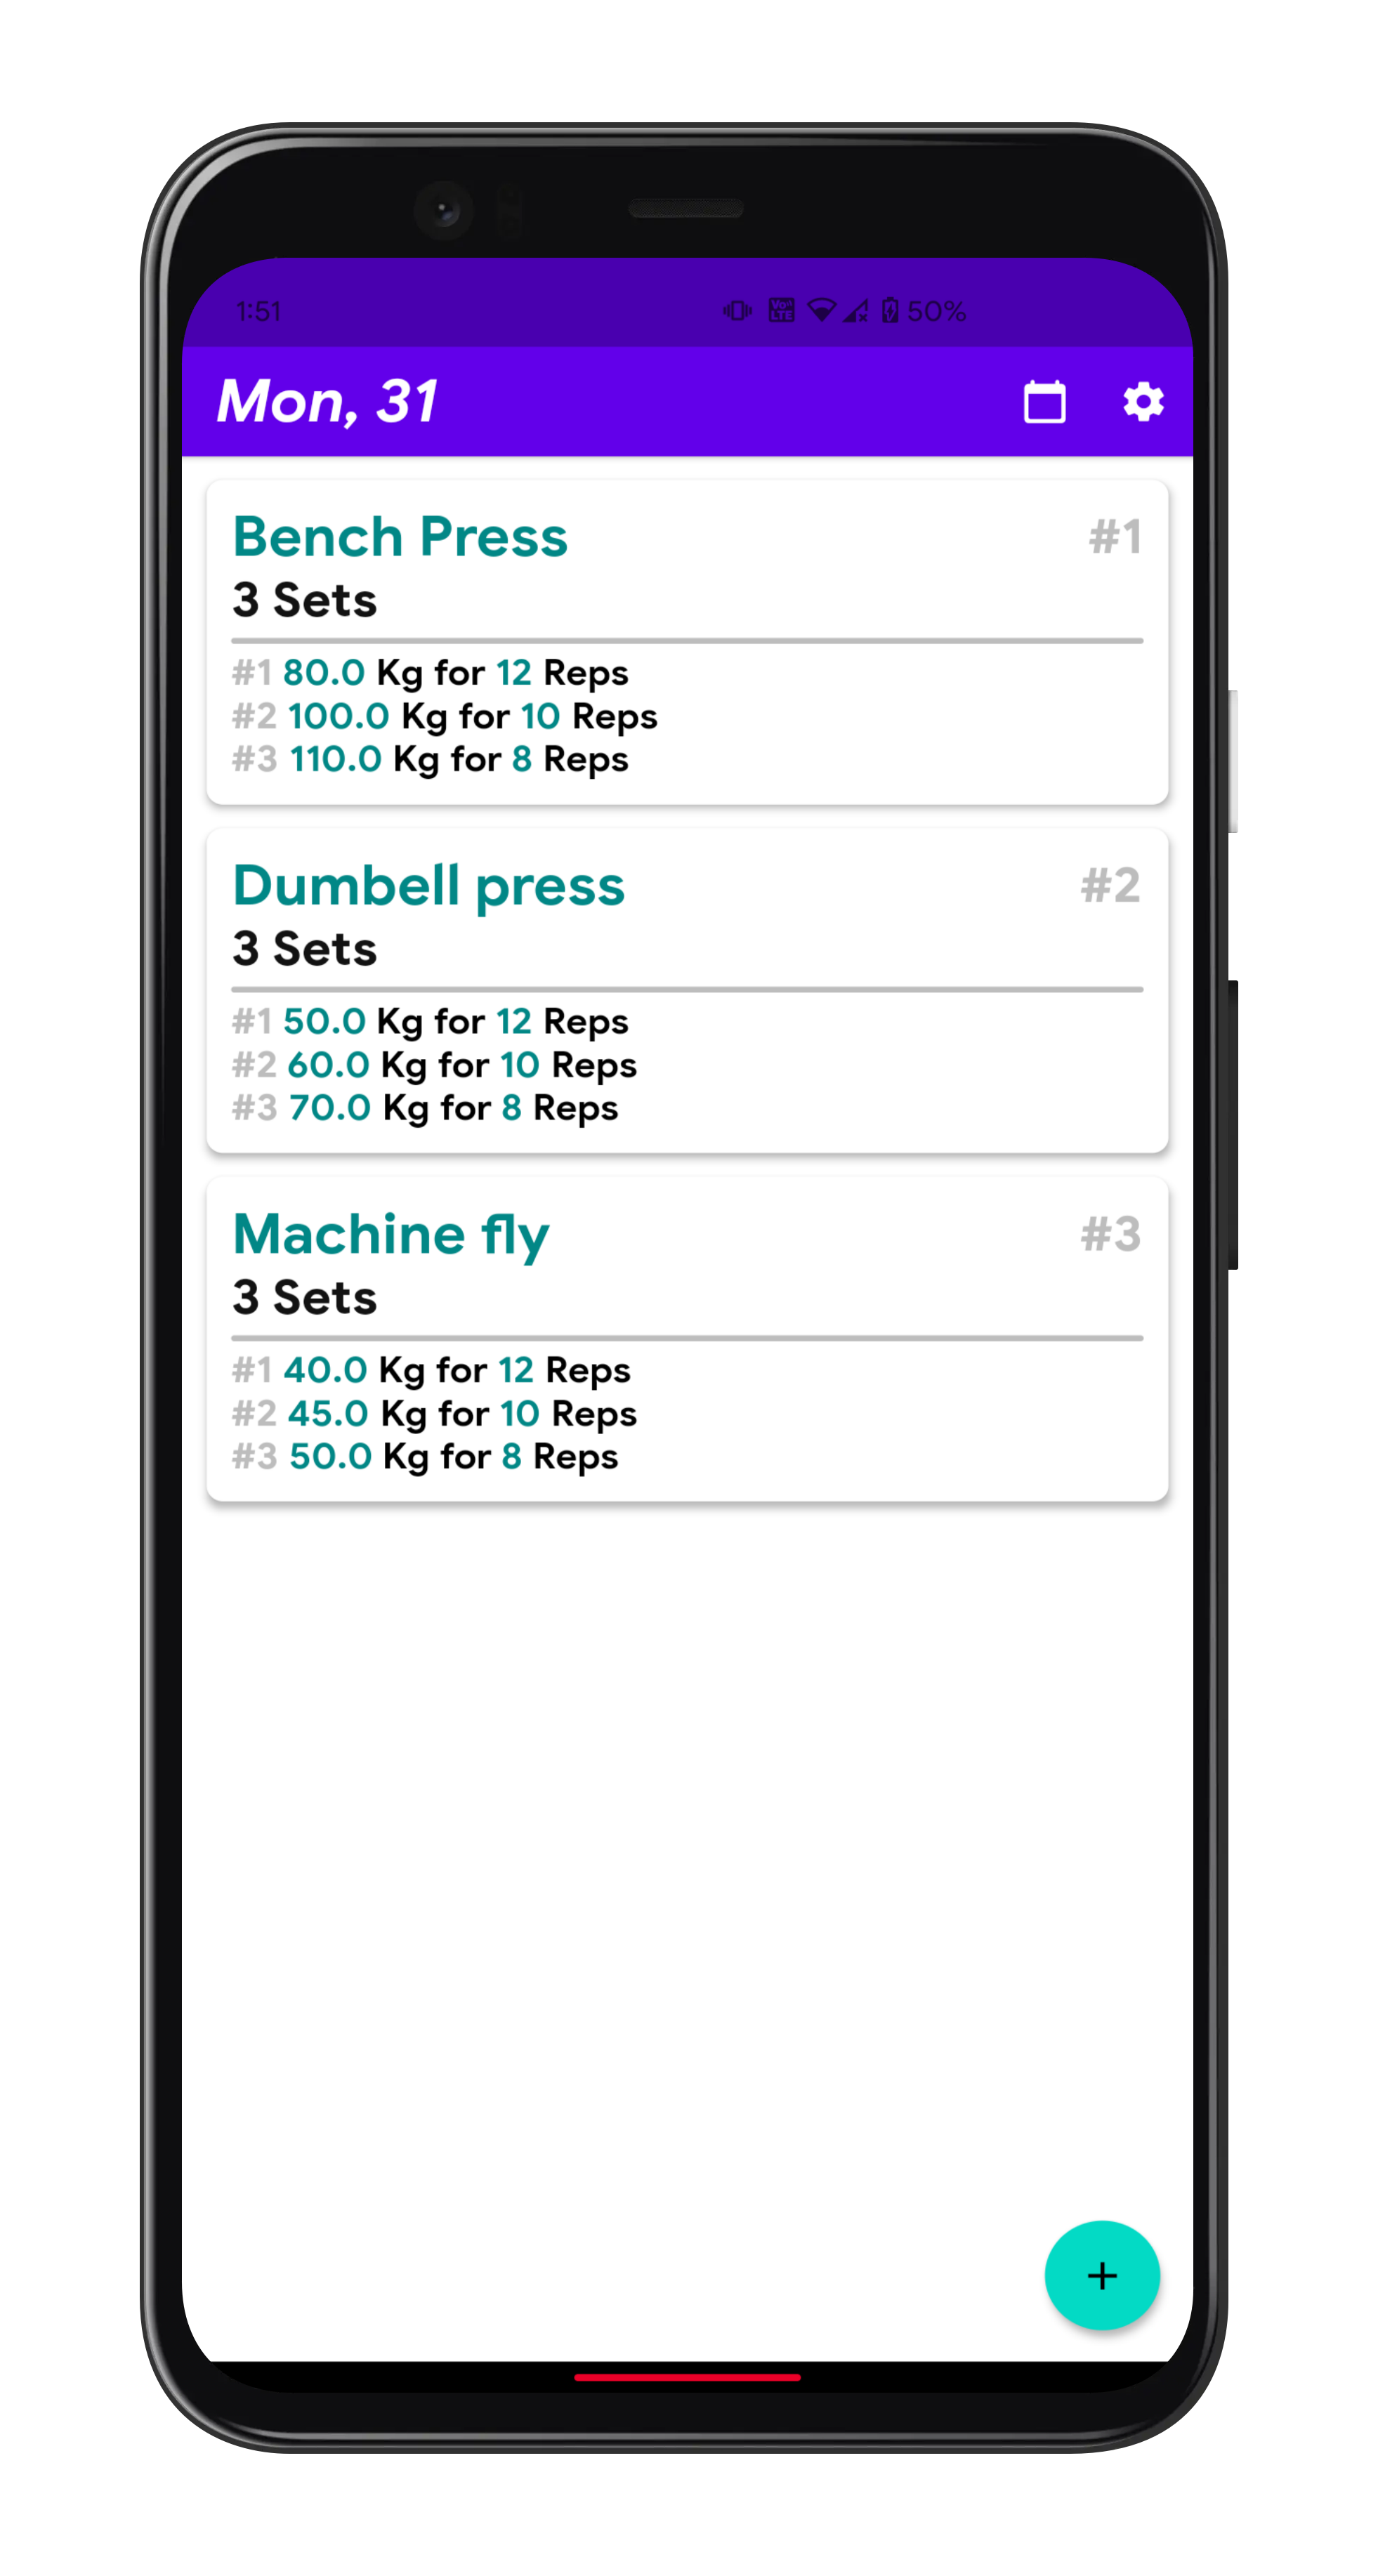 1:51 VoD LTE 50%
Mon, 31
Bench Press #1
3 Sets
#1 80.0 Kg for 12 Reps
#2 100.0 Kg for 10 Reps
#3 110.0 Kg for 8 Reps
Dumbell press #2
3 Sets
#1 50.0 Kg for 12 Reps
#2 60.0 Kg for 10 Reps
#3 70.0 Kg for 8 Reps
Machine fly #3
3 Sets
#1 40.0 Kg for 12 Reps
#2 45.0 Kg for 10 Reps
#3 50.0 Kg for 8 Reps
+